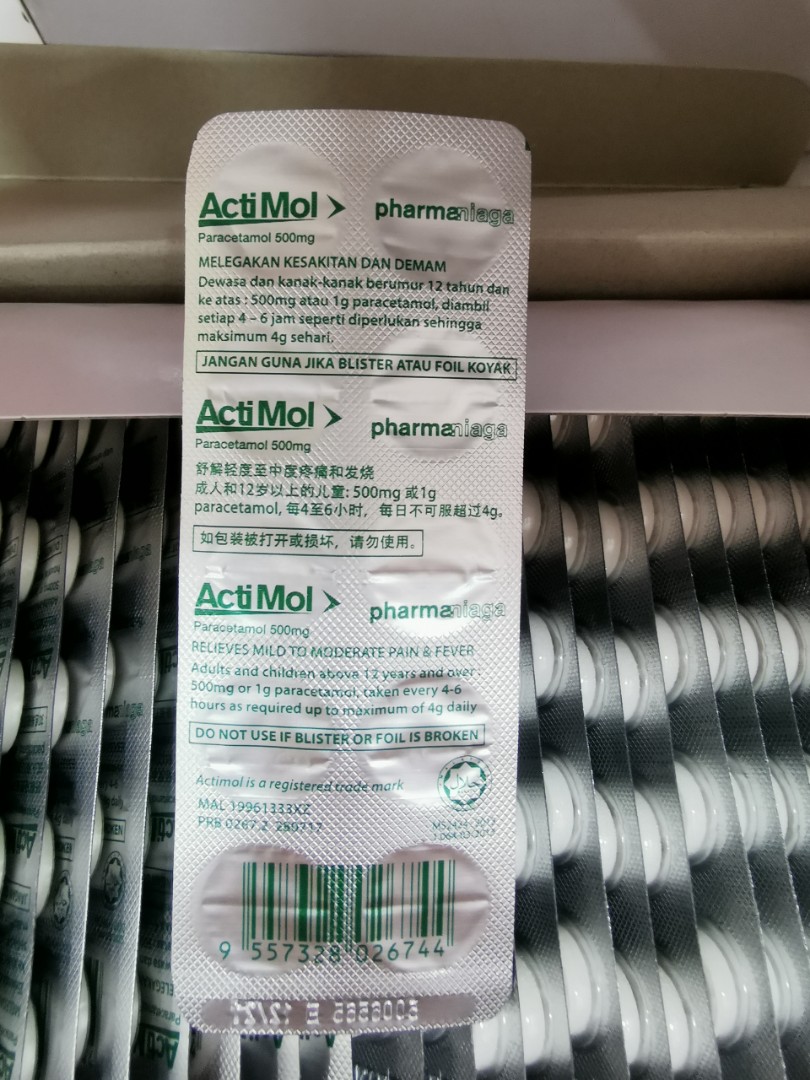 ActiMol
pharmaniaga
Paracetamol 500mg
MELEGAKAN KESAKITAN DAN DEMAM
Dewasa dan kanak-kanak berumur 12 tahun dan
ke atas : 500mg atau 1g paracetamol, diambil
setiap 4 – 6 jam seperti diperlukan sehingga
maksimum 4g sehari.
JANGAN GUNA JIKA BLISTER ATAU FOIL KOYAK
ActiMol
pharmaniaga
Paracetamol 500mg
舒解轻度至中度疼痛和发烧
成人和12岁以上的儿童: 500mg 或1g
paracetamol, 每4至6小时, 每日不可服超过4g。
如包装被打开或损坏, 请勿使用。
ActiMol
pharmaniaga
Paracetamol 500mg
RELIEVES MILD TO MODERATE PAIN & FEVER
Adults and children above 12 years and over :
500mg or 1g paracetamol, taken every 4-6
hours as required up to maximum of 4g daily
DO NOT USE IF BLISTER OR FOIL IS BROKEN
Actimol is a registered trade mark
حلال
MAL 19961333XZ
PRB 0267.2 280717
9 557328 026744